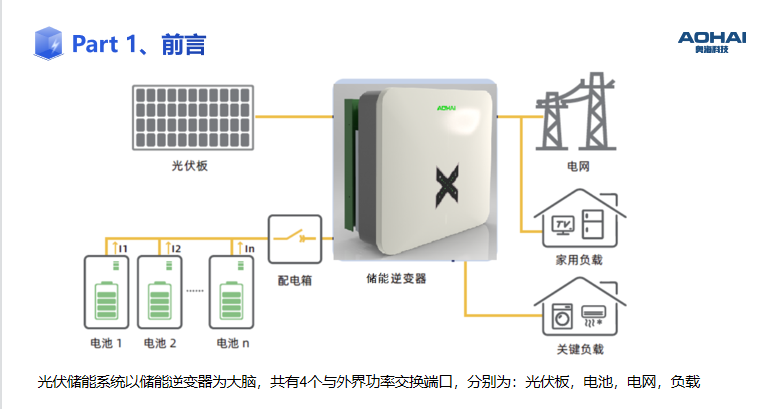 Part 1、前言
AOHAI
奥海科技
AOHAI
光伏板
电网
TV
家用负载
I1
I2
In
配电箱
储能逆变器
······
电池 1
电池 2
电池 n
关键负载
光伏储能系统以储能逆变器为大脑，共有4个与外界功率交换端口，分别为：光伏板，电池，电网，负载